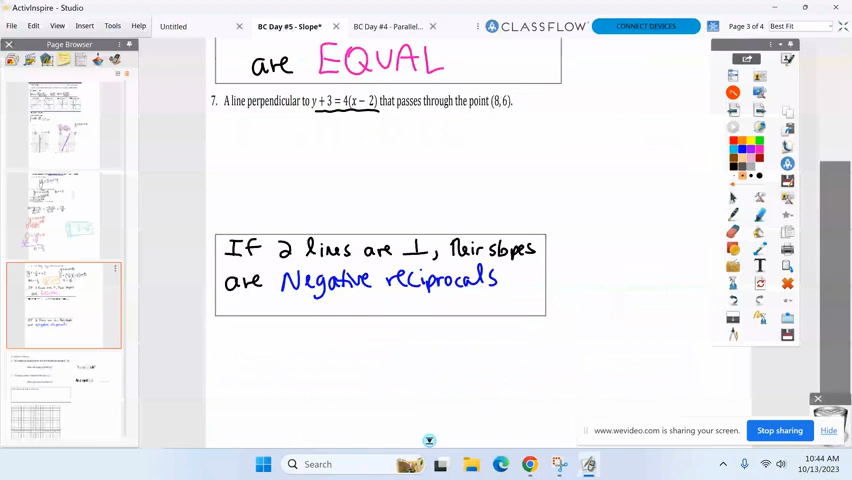 ActivInspire - Studio
File Edit View Insert Tools Help
Untitled
BC Day #5 - Slope*
BC Day #4 - Parallel...
CLASSFLOW
CONNECT DEVICES
Page 3 of 4
Best Fit
Page Browser
are EQUAL
7. A line perpendicular to y + 3 = 4(x − 2) that passes through the point (8, 6).
If 2 lines are ⊥, their slopes
are Negative reciprocals
www.wevideo.com is sharing your screen.
Stop sharing
Hide
Search
10:44 AM
10/13/2023